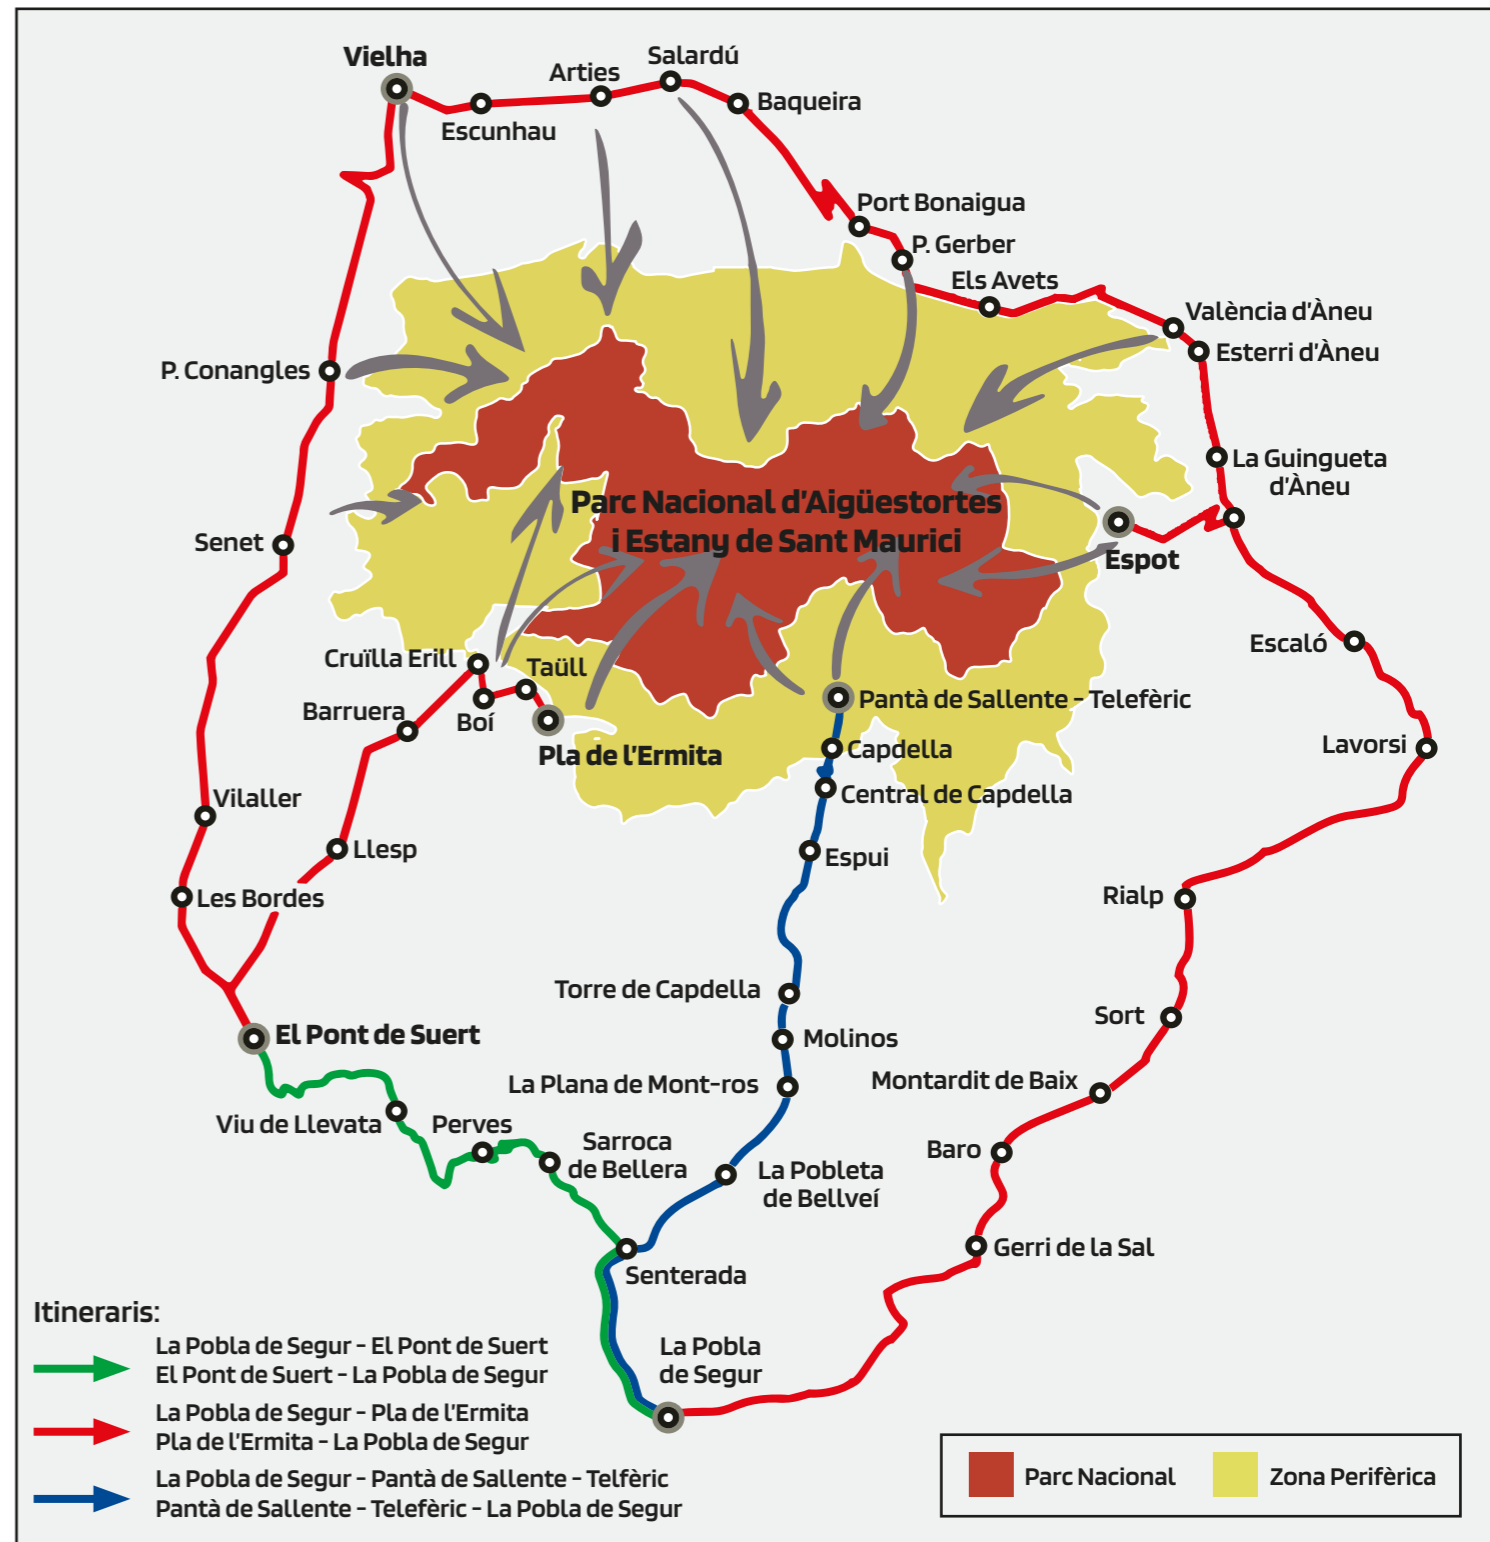 Vielha
Salardú
Arties
Baqueira
Escunhau
Port Bonaigua
P. Gerber
Els Avets
València d'Àneu
Esterri d'Àneu
P. Conangles
La Guingueta
d'Àneu
Parc Nacional d'Aigüestortes
i Estany de Sant Maurici
Senet
Espot
Escaló
Cruïlla Erill
Taüll
Barruera
Boí
Pantà de Sallente - Telefèric
Lavorsi
Pla de l'Ermita
Capdella
Central de Capdella
Vilaller
Llesp
Espui
Les Bordes
Rialp
Torre de Capdella
Sort
El Pont de Suert
Molinos
La Plana de Mont-ros
Montardit de Baix
Viu de Llevata
Perves
Sarroca
de Bellera
Baro
La Pobleta
de Bellveí
Gerri de la Sal
Senterada
La Pobla
de Segur
Itineraris:
La Pobla de Segur - El Pont de Suert
El Pont de Suert - La Pobla de Segur
La Pobla de Segur - Pla de l'Ermita
Pla de l'Ermita - La Pobla de Segur
La Pobla de Segur - Pantà de Sallente - Telfèric
Pantà de Sallente - Telefèric - La Pobla de Segur
Parc Nacional
Zona Perifèrica